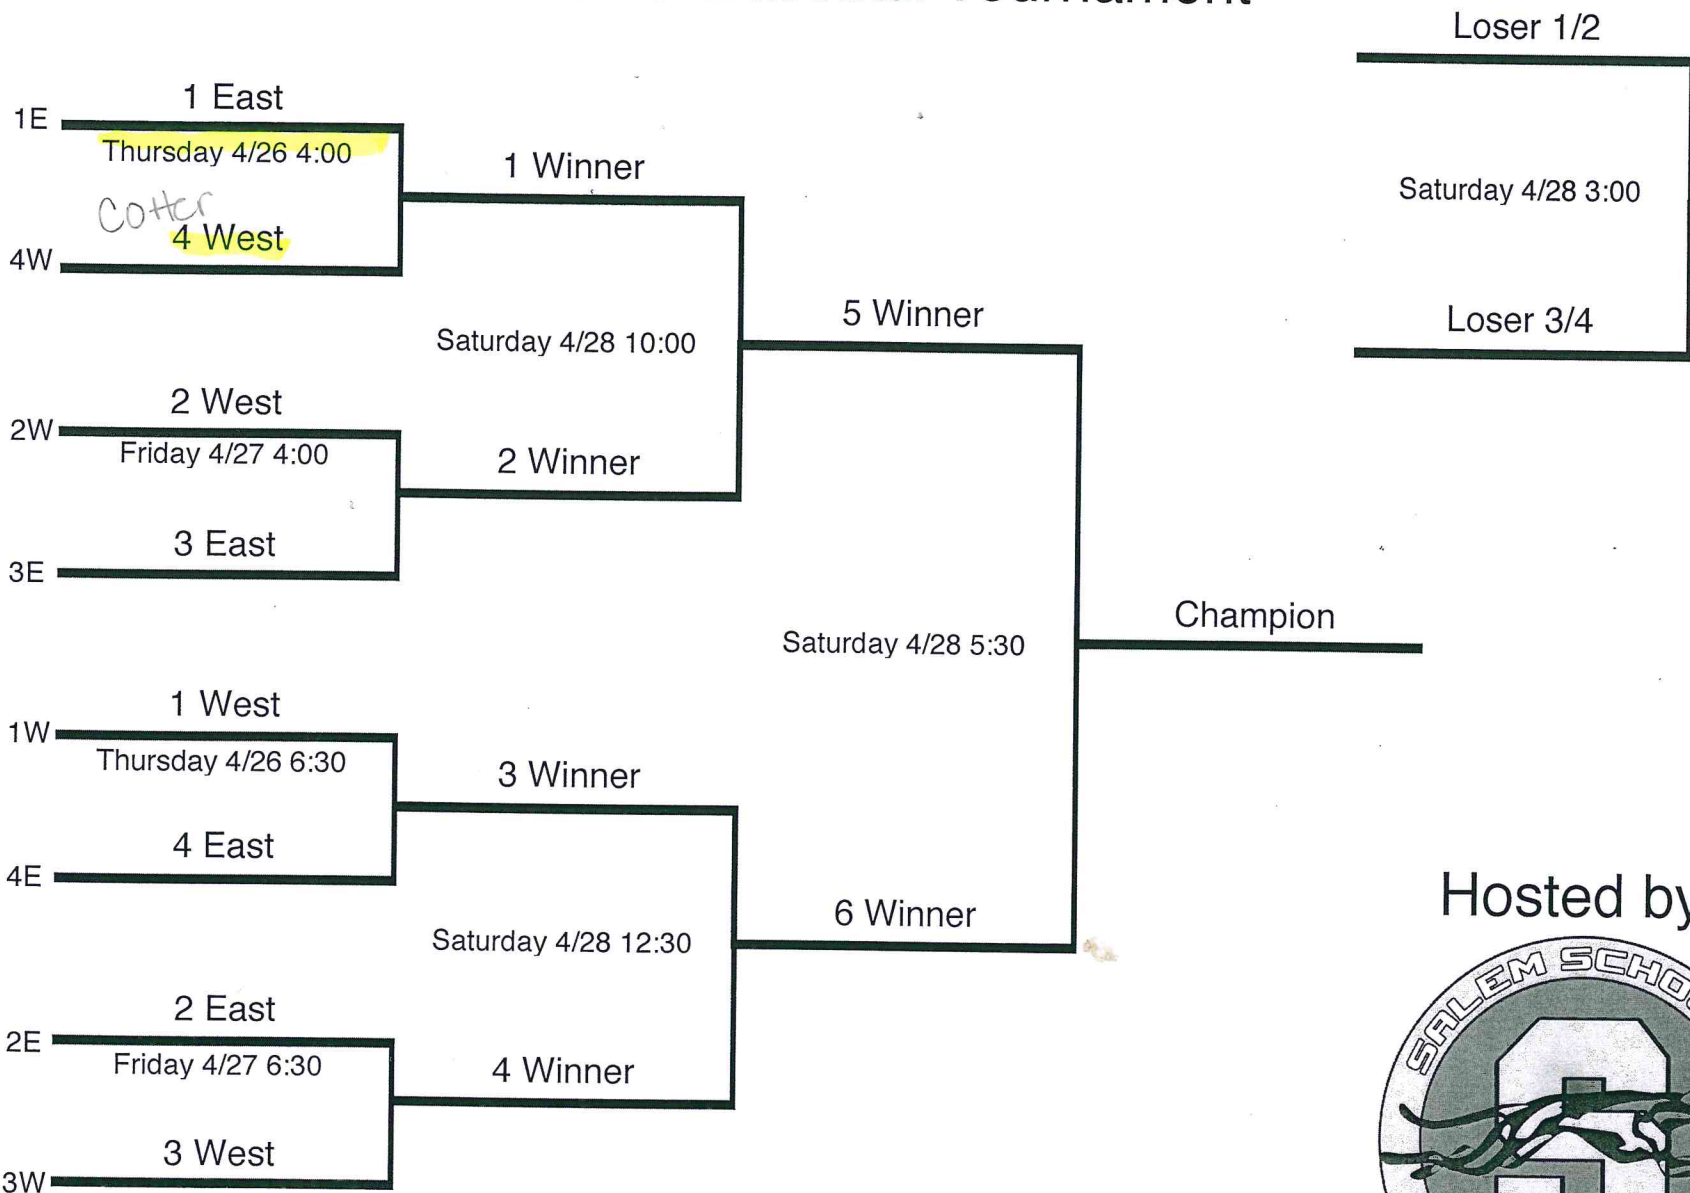 Tournament
Loser 1/2
1 East
1E
Thursday 4/26 4:00
1 Winner
Saturday 4/28 3:00
Cotter
4 West
4W
5 Winner
Saturday 4/28 10:00
Loser 3/4
2 West
2W
Friday 4/27 4:00
2 Winner
3 East
3E
Champion
Saturday 4/28 5:30
1 West
1W
Thursday 4/26 6:30
3 Winner
4 East
4E
Hosted by
6 Winner
Saturday 4/28 12:30
SALEM SCHOO
2 East
2E
Friday 4/27 6:30
4 Winner
3 West
3W
S